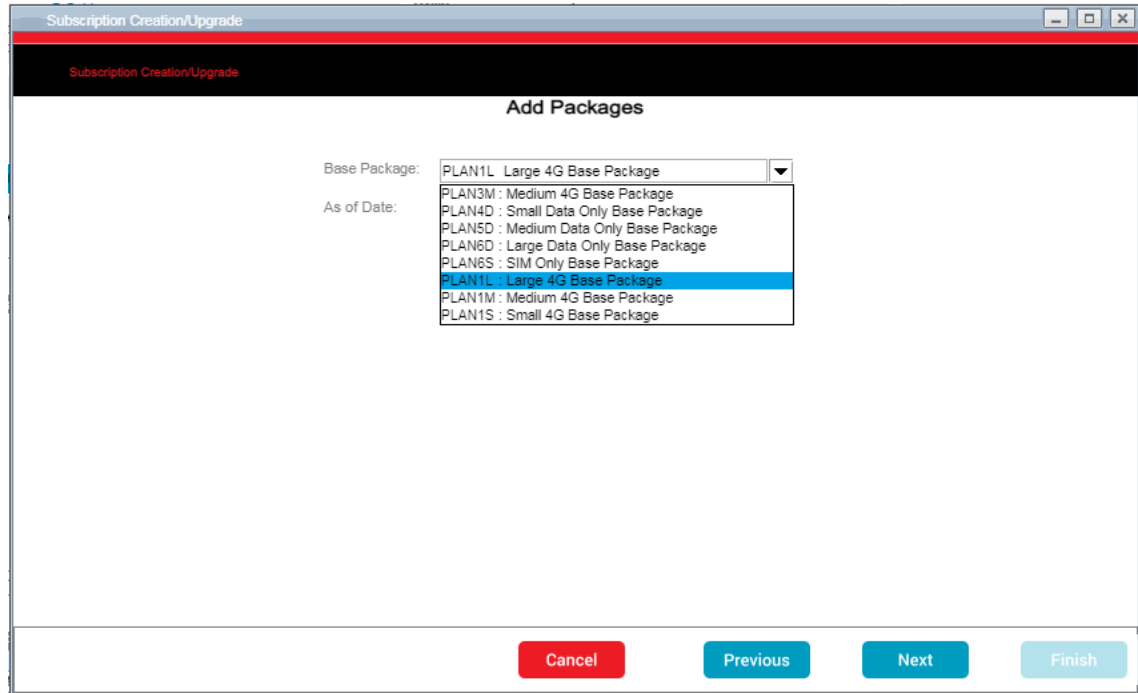 Subscription Creation/Upgrade
Subscription Creation/Upgrade
Add Packages
Base Package: PLAN1L Large 4G Base Package
As of Date:
PLAN3M : Medium 4G Base Package
PLAN4D : Small Data Only Base Package
PLAN5D : Medium Data Only Base Package
PLAN6D : Large Data Only Base Package
PLAN6S : SIM Only Base Package
PLAN1L : Large 4G Base Package
PLAN1M : Medium 4G Base Package
PLAN1S : Small 4G Base Package
Cancel Previous Next Finish